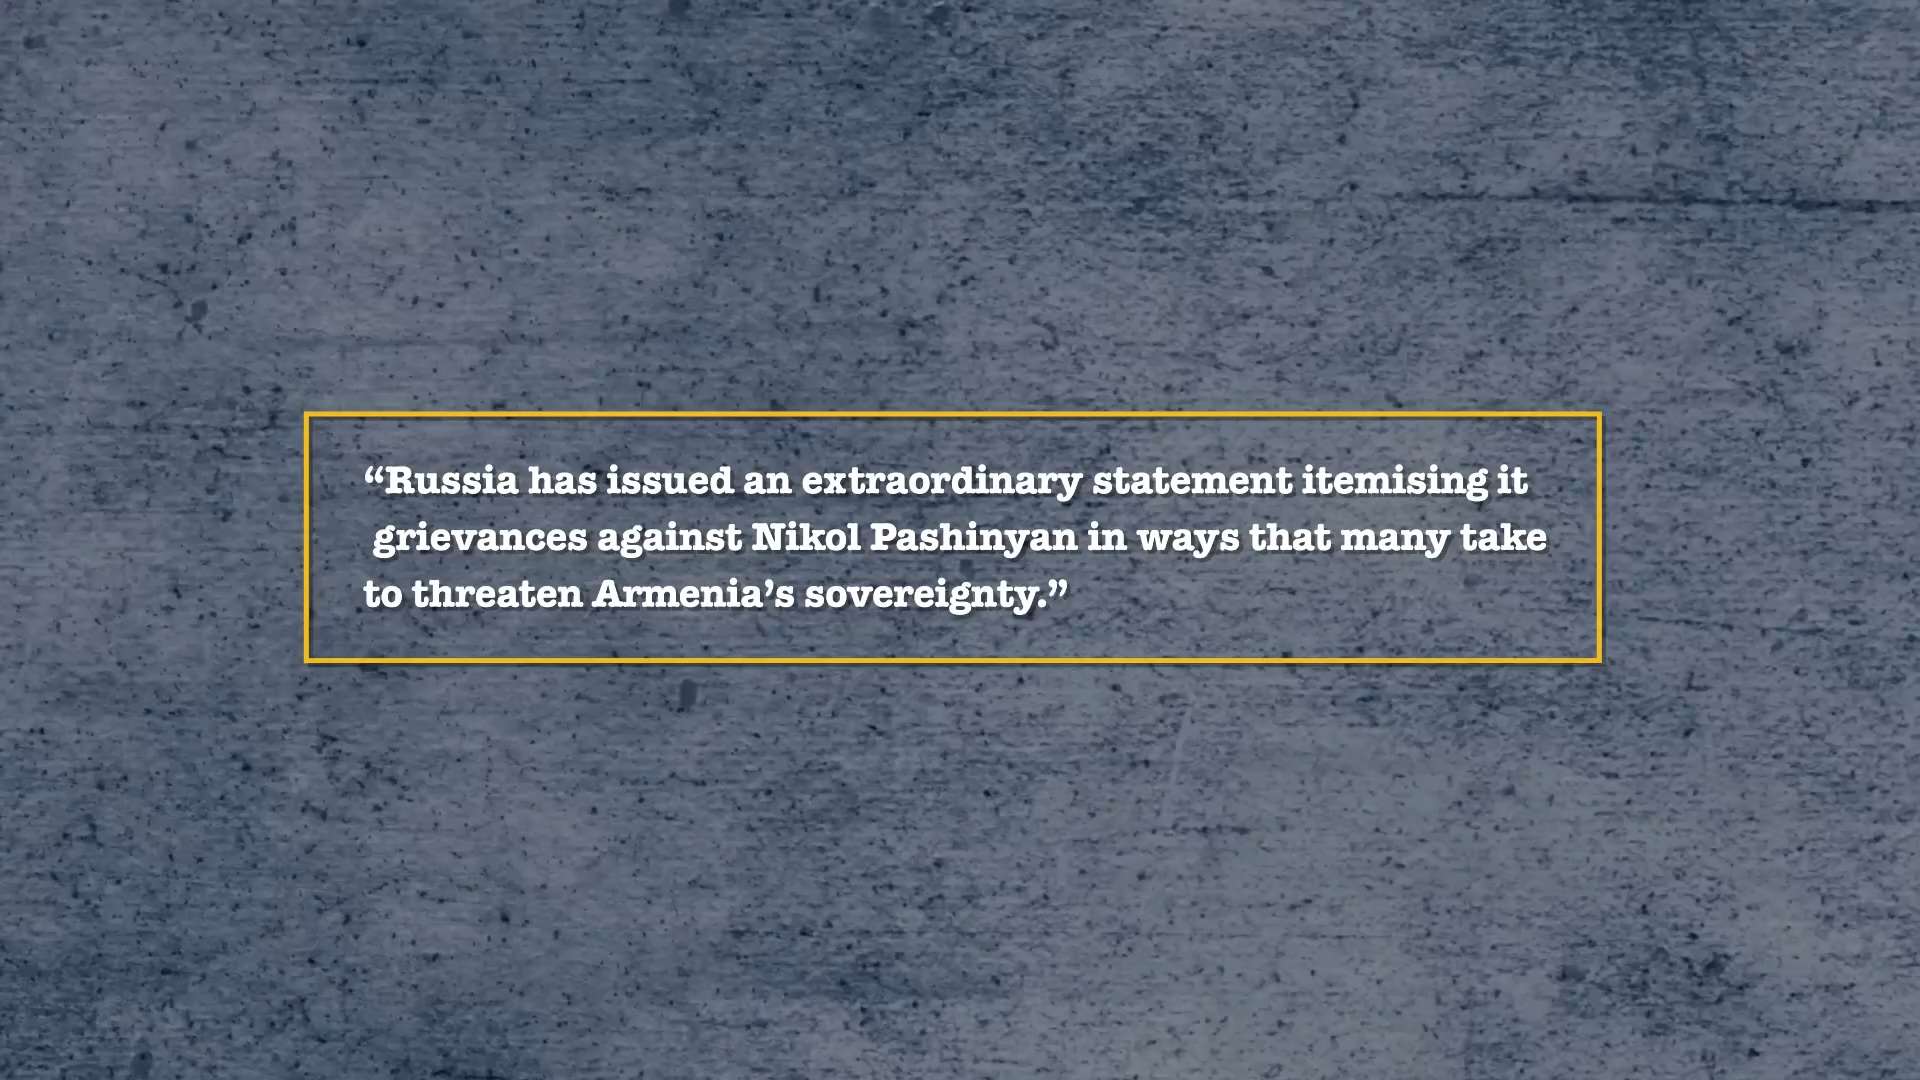 “Russia has issued an extraordinary statement itemising it
grievances against Nikol Pashinyan in ways that many take
to threaten Armenia’s sovereignty.”